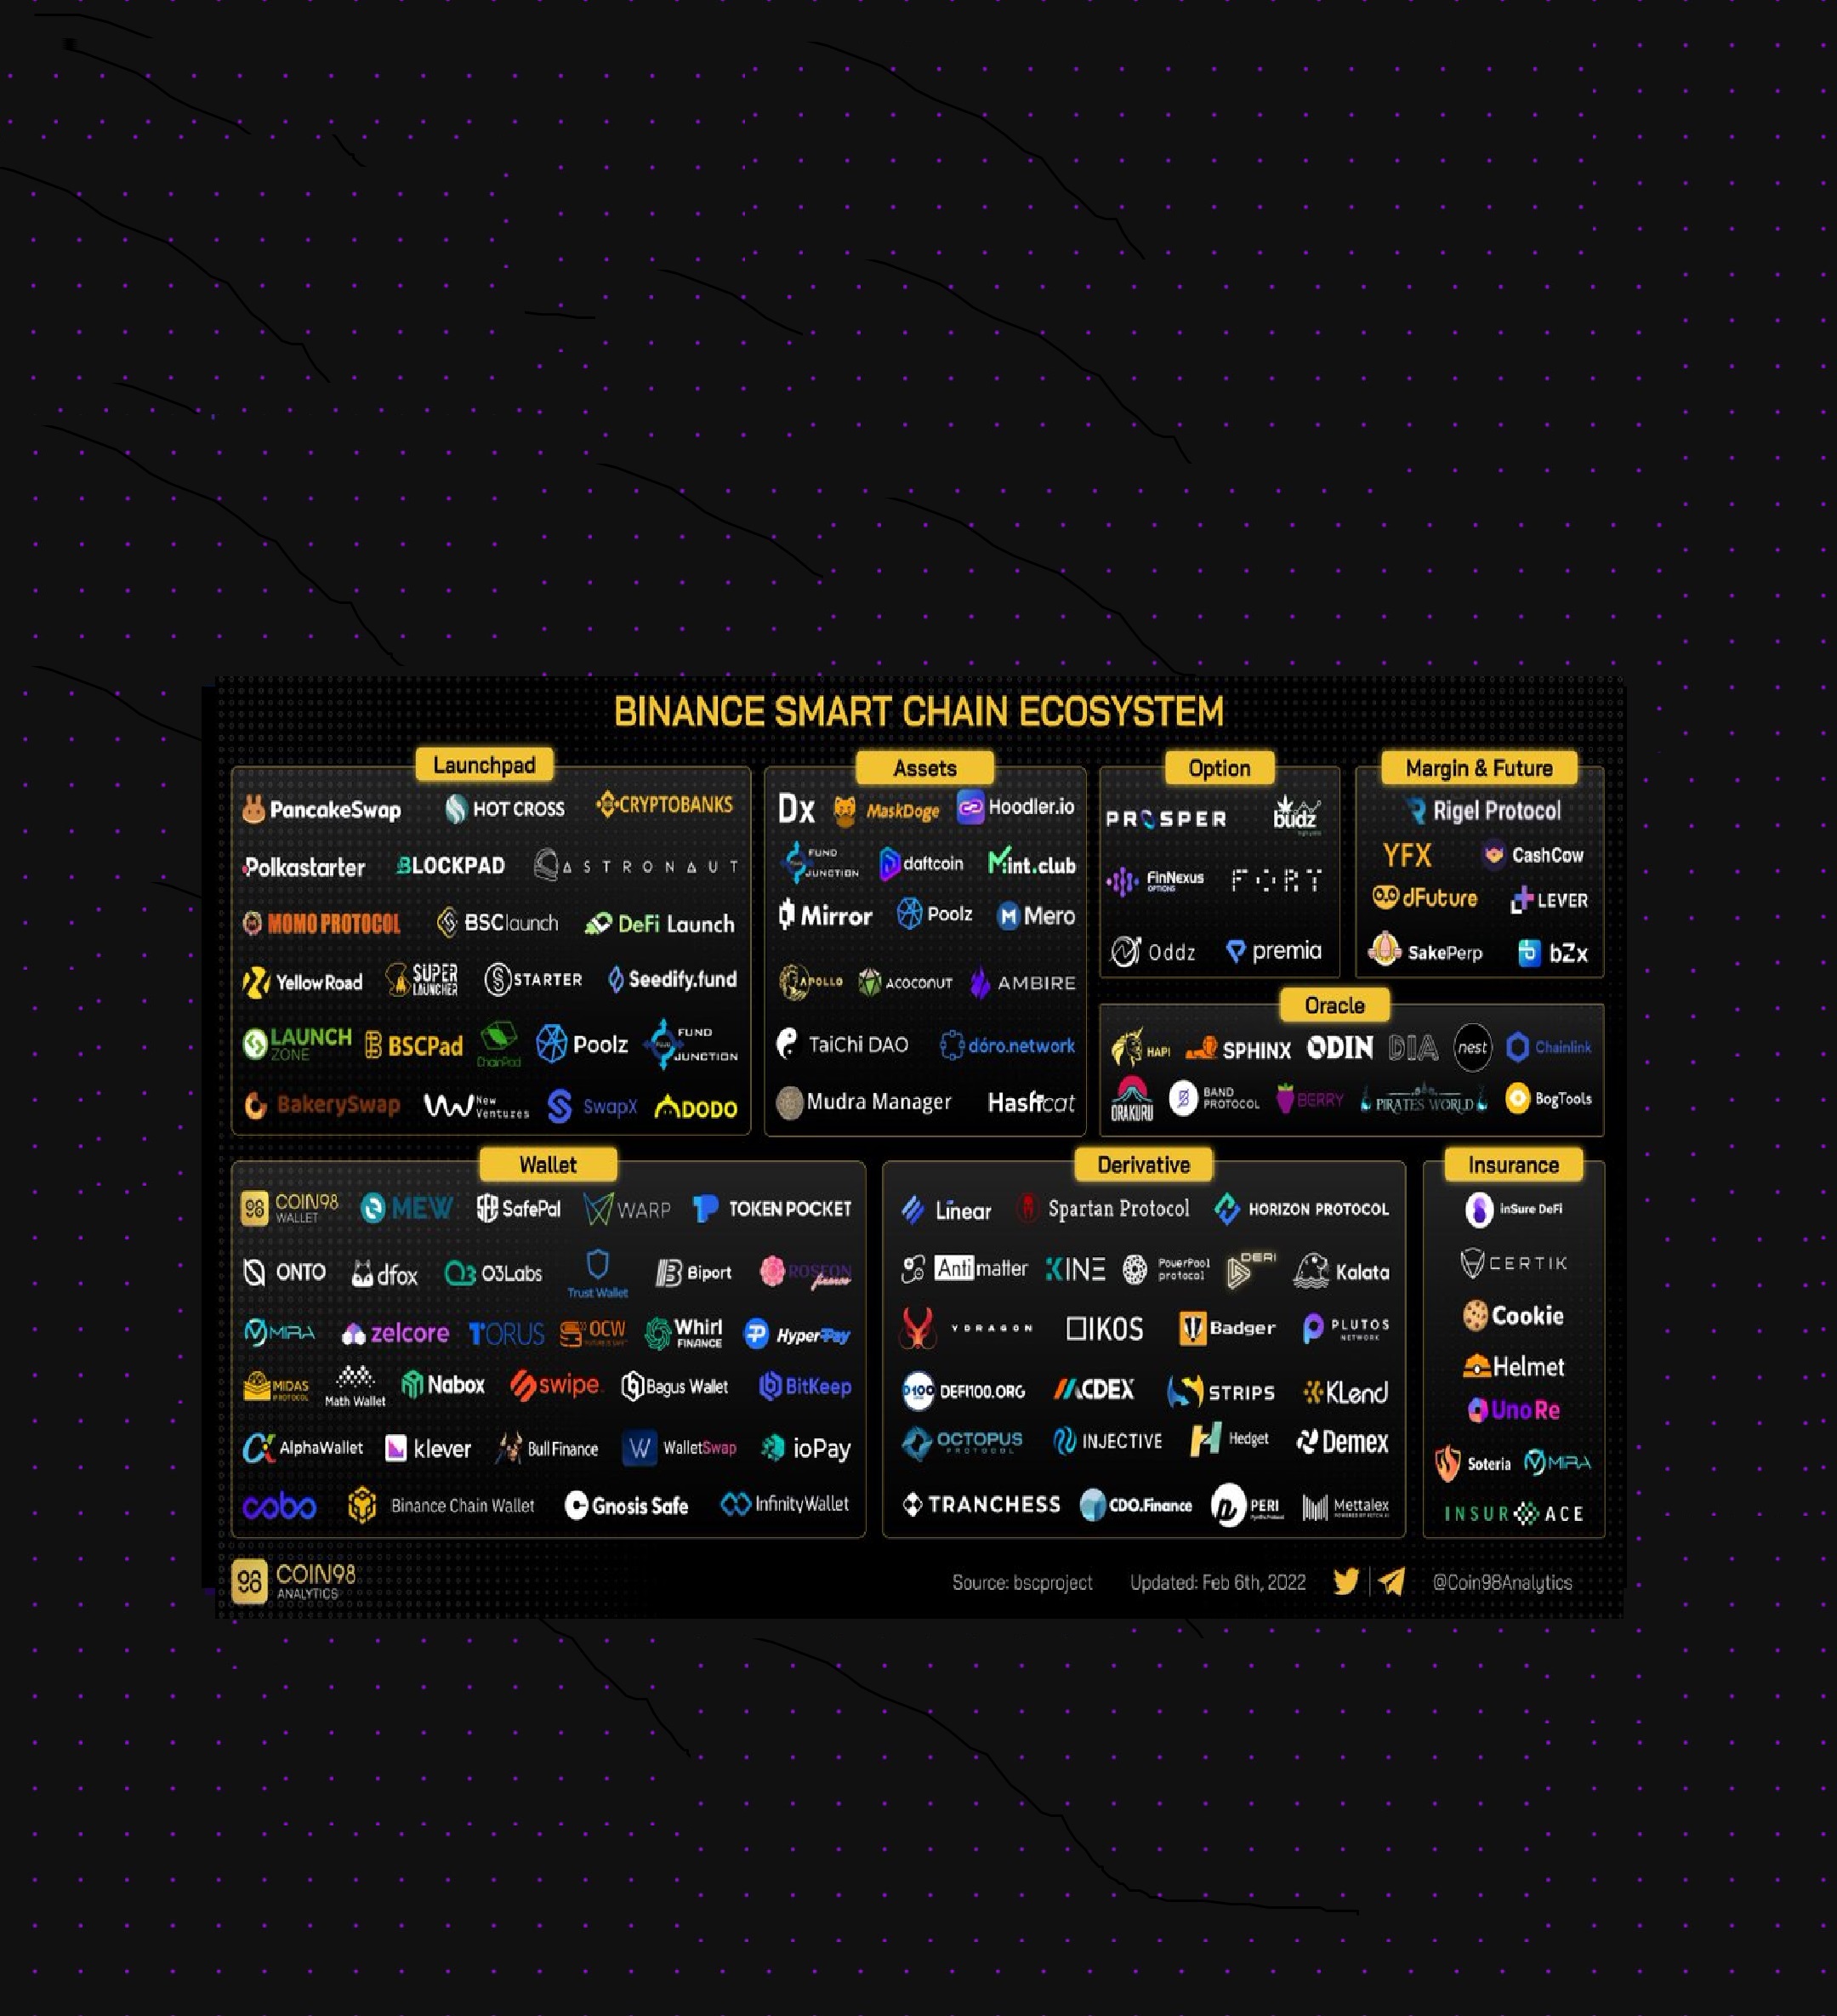 BINANCE SMART CHAIN ECOSYSTEM
Launchpad
PancakeSwap HOT CROSS CRYPTOBANKS
Polkastarter BLOCKPAD ASTRONAUT
MOMO PROTOCOL BSClaunch DeFi Launch
YellowRoad SUPER LAUNCHER STARTER Seedify.fund
LAUNCH ZONE BSCPad ChainPad Poolz FUND JUNCTION
BakerySwap New Ventures SwapX DODO
Assets
Dx MaskDoge Hoodler.io
FUND JUNCTION daftcoin Mint.club
Mirror Poolz Mero
APOLLO ACOCONUT AMBIRE
TaiChi DAO dóro.network
Mudra Manager Hashcat
Option
PROSPER budz
FinNexus OPTIONS FORT
Oddz premia
Margin & Future
Rigel Protocol
YFX CashCow
dFuture LEVER
SakePerp bZx
Oracle
HAPI SPHINX ODIN DIA nest Chainlink
ORAKURU BAND PROTOCOL BERRY PIRATES WORLD BogTools
Wallet
98 COIN98 WALLET MEW SafePal WARP TOKEN POCKET
ONTO dfox O3Labs Trust Wallet Biport ROSEON finance
MIRA zelcore TORUS OCW Whirl FINANCE HyperPay
MIDAS PROTOCOL Math Wallet Nabox swipe Bagus Wallet BitKeep
AlphaWallet klever Bull Finance W WalletSwap ioPay
cobo Binance Chain Wallet Gnosis Safe InfinityWallet
Derivative
Linear Spartan Protocol HORIZON PROTOCOL
Antimatter KINE PowerPool protocol DERI Kalata
YDRAGON IKOS Badger PLUTOS NETWORK
D100 DEFI100.ORG MCDEX STRIPS KLend
OCTOPUS PROTOCOL INJECTIVE Hedget Demex
TRANCHESS CDO.Finance PERI Mettalex
Insurance
inSure DeFi
CERTIK
Cookie
Helmet
UnoRe
Soteria MIRA
INSURACE
98 COIN98
ANALYTICS
Source: bscproject Updated: Feb 6th, 2022 @Coin98Analytics